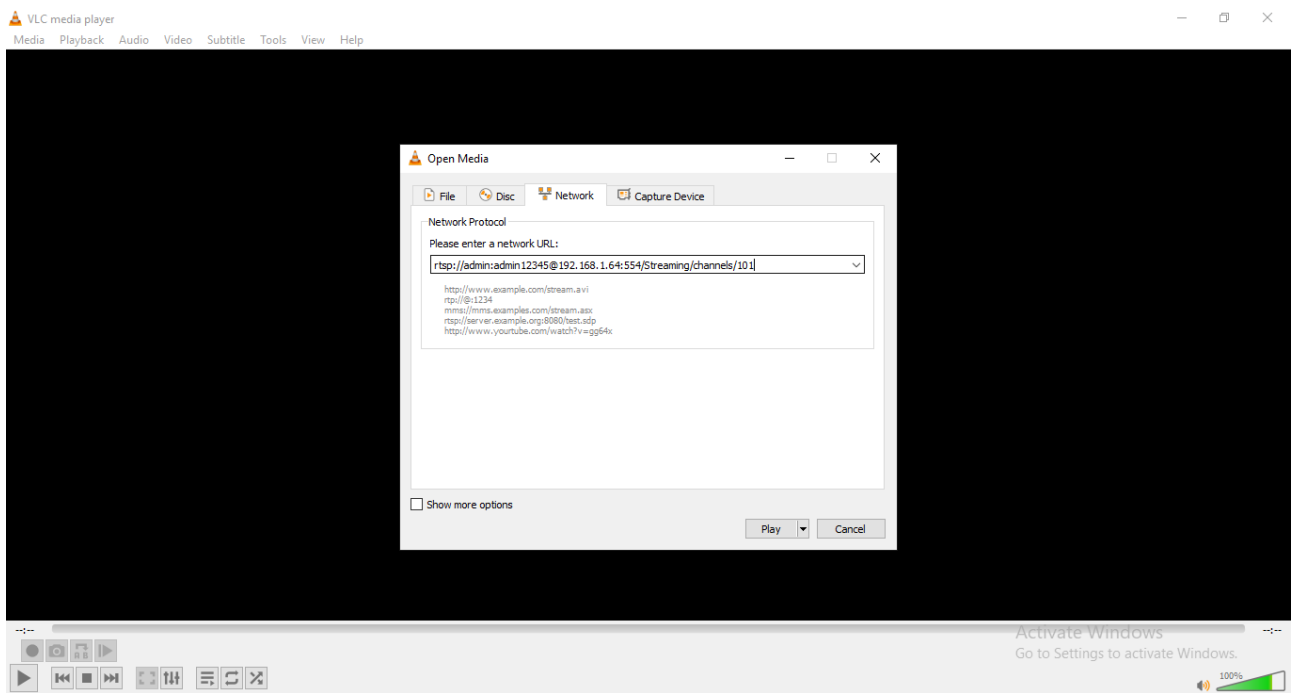 VLC media player
Media Playback Audio Video Subtitle Tools View Help
Open Media
File Disc Network Capture Device
Network Protocol
Please enter a network URL:
rtsp://admin:admin12345@192.168.1.64:554/Streaming/channels/101
http://www.example.com/stream.avi
rtp://@:1234
mms://mms.examples.com/stream.asx
rtsp://server.example.org:8080/test.sdp
http://www.yourtube.com/watch?v=gg64x
Show more options
Play Cancel
--:-- --:--
Activate Windows
Go to Settings to activate Windows.
100%